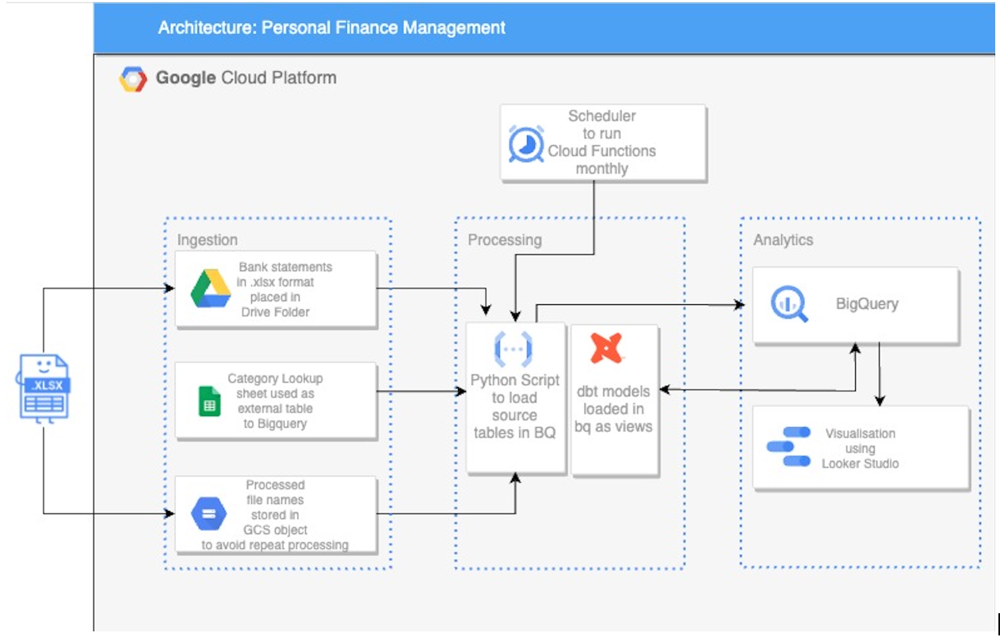 Architecture: Personal Finance Management
Google Cloud Platform
Scheduler
to run
Cloud Functions
monthly
Ingestion
Bank statements
in .xlsx format
placed in
Drive Folder
.XLSX
Category Lookup
sheet used as
external table
to Bigquery
Processed
file names
stored in
GCS object
to avoid repeat processing
Processing
Python Script
to load
source
tables in BQ
dbt models
loaded in
bq as views
Analytics
BigQuery
Visualisation
using
Looker Studio